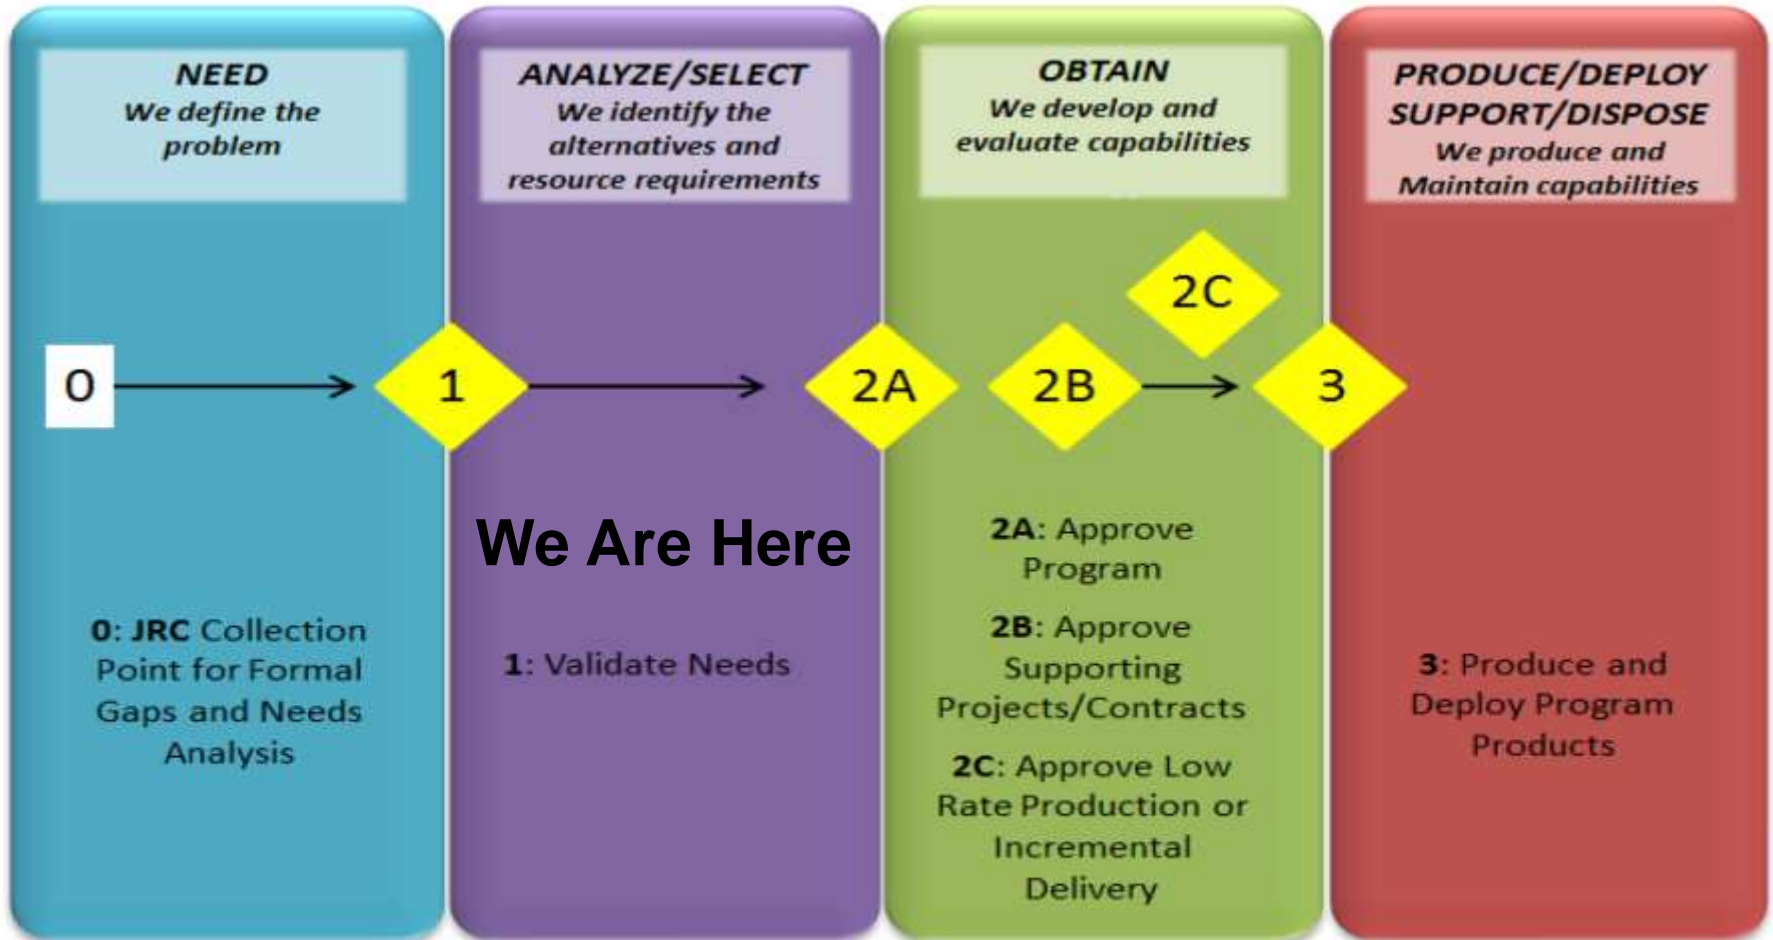 NEED
We define the
problem
ANALYZE/SELECT
We identify the
alternatives and
resource requirements
OBTAIN
We develop and
evaluate capabilities
PRODUCE/DEPLOY
SUPPORT/DISPOSE
We produce and
Maintain capabilities
0
1
2A
2B
2C
3
0: JRC Collection
Point for Formal
Gaps and Needs
Analysis
We Are Here
1: Validate Needs
2A: Approve
Program
2B: Approve
Supporting
Projects/Contracts
2C: Approve Low
Rate Production or
Incremental
Delivery
3: Produce and
Deploy Program
Products